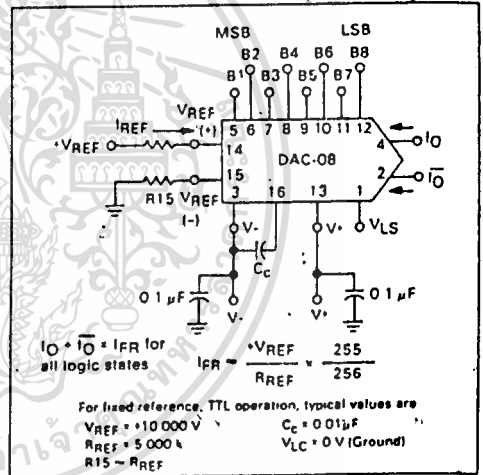 MSB LSB
B1 B2 B3 B4 B5 B6 B7 B8
VREF
IREF (+)
+VREF
5 6 7 8 9 10 11 12
14
DAC-08
4 IO
15
2 I̅O̅
R15 VREF
(-)
3 16 13 1
V- V+ VLS
CC
0 1 µF 0 1 µF
V- V+
IO + I̅O̅ = IFR for
all logic states
IFR = +VREF / RREF × 255 / 256
For fixed reference, TTL operation, typical values are
VREF = +10 000 V
RREF = 5 000 k
R15 ~ RREF
CC = 0 01 µF
VLC = 0 V (Ground)